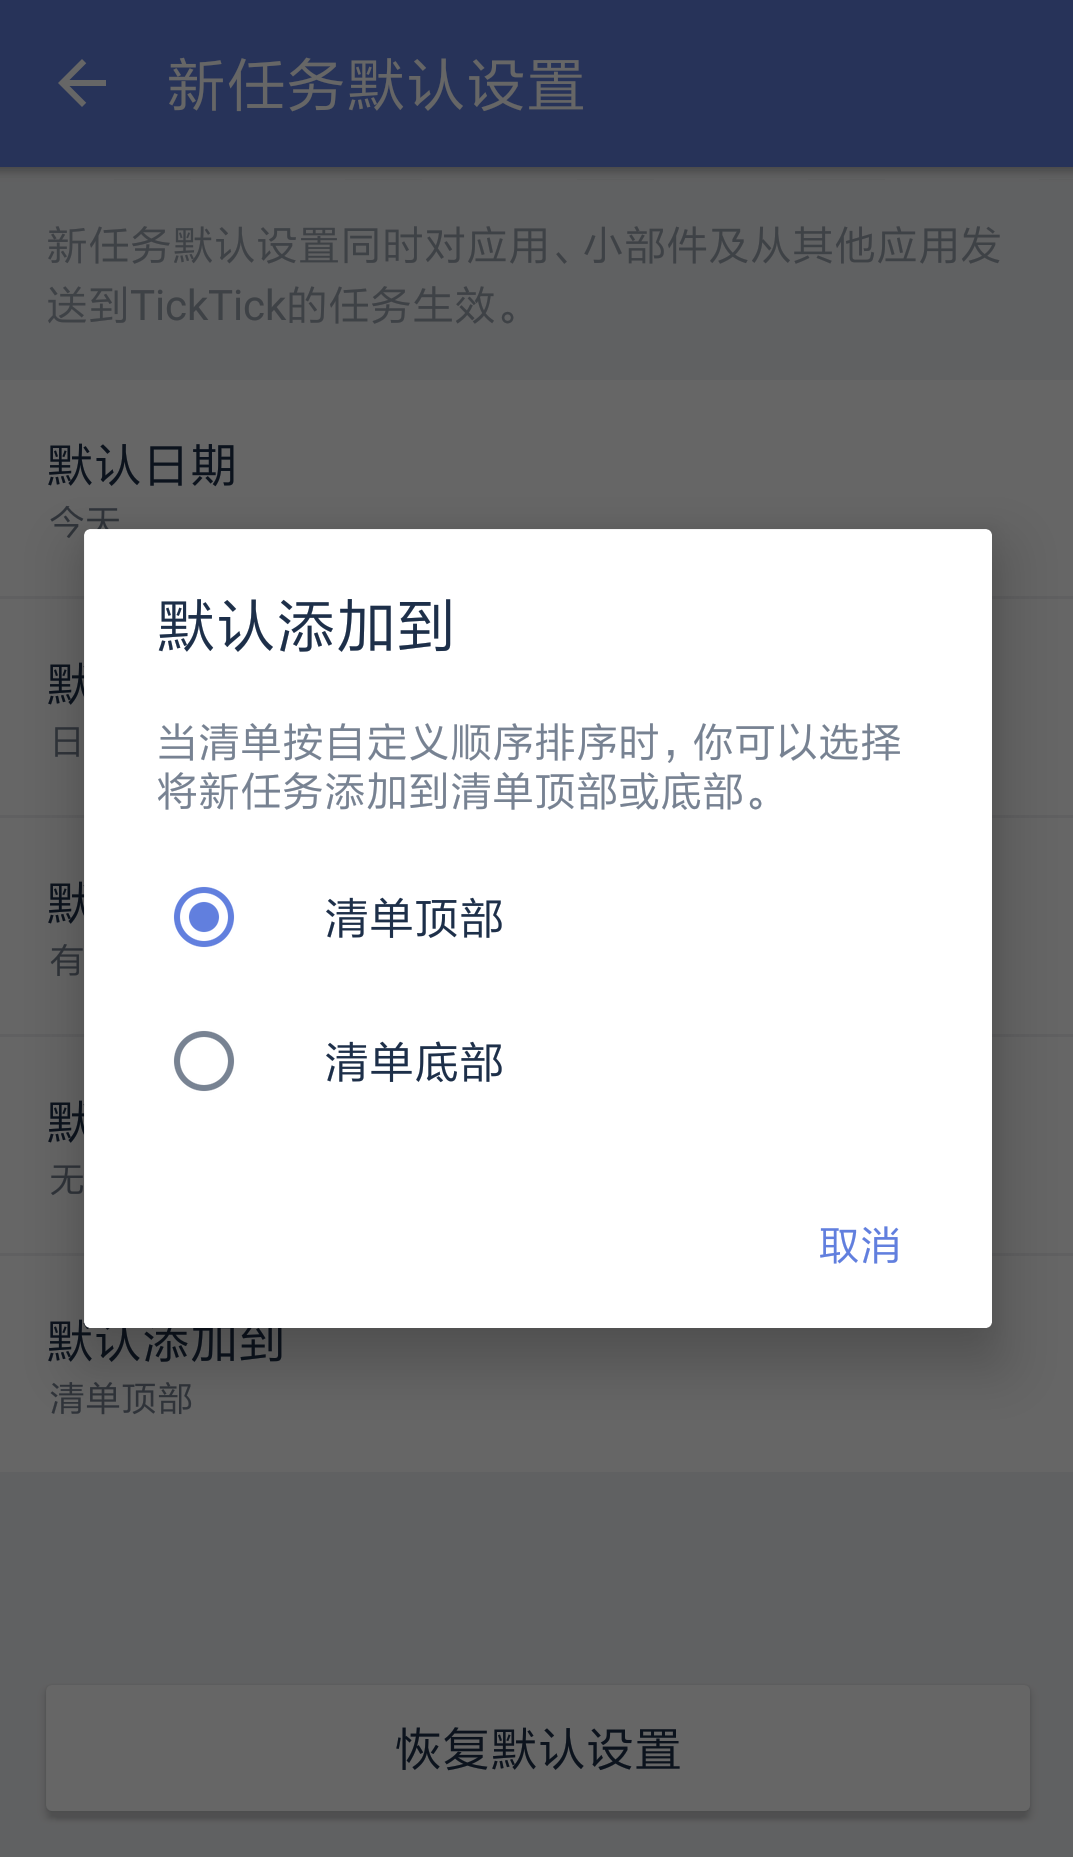 新任务默认设置
新任务默认设置同时对应用、小部件及从其他应用发
送到TickTick的任务生效。
默认日期
今天
默认添加到
当清单按自定义顺序排序时，你可以选择
将新任务添加到清单顶部或底部。
清单顶部
清单底部
取消
默
日
默
有
默
无
默认添加到
清单顶部
恢复默认设置